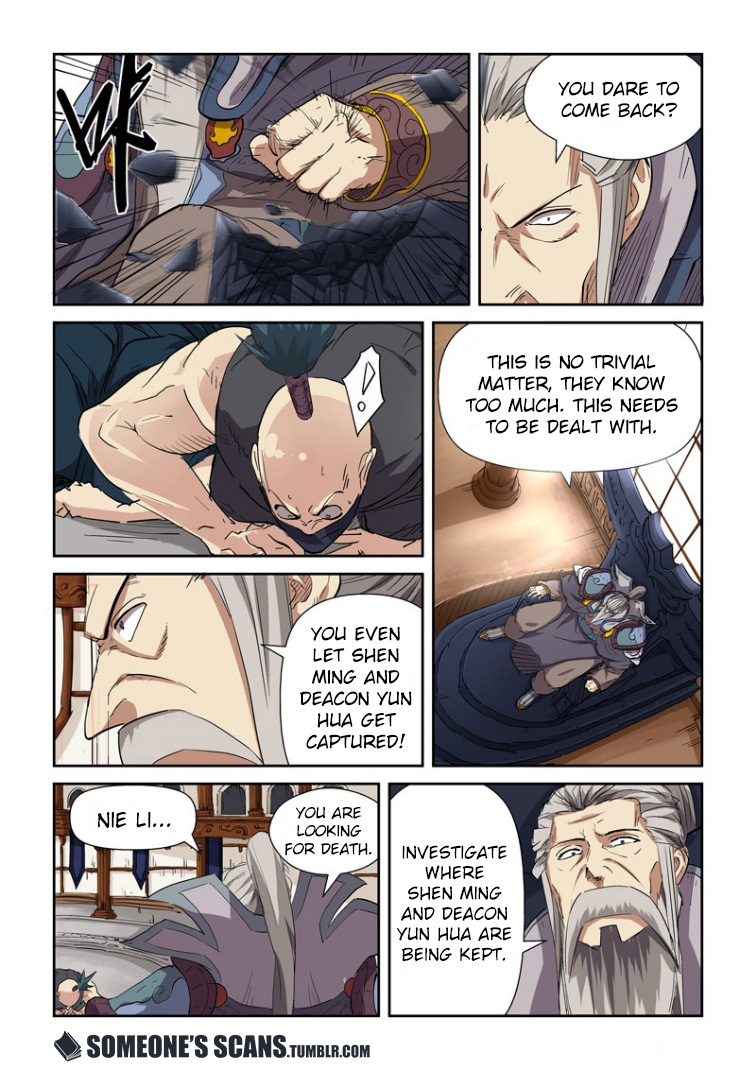 YOU DARE TO
COME BACK?
!
THIS IS NO TRIVIAL
MATTER, THEY KNOW
TOO MUCH. THIS NEEDS
TO BE DEALT WITH.
YOU EVEN
LET SHEN
MING AND
DEACON YUN
HUA GET
CAPTURED!
NIE LI...
YOU ARE
LOOKING
FOR DEATH.
INVESTIGATE
WHERE
SHEN MING
AND DEACON
YUN HUA ARE
BEING KEPT.
SOMEONE'S SCANS.TUMBLR.COM